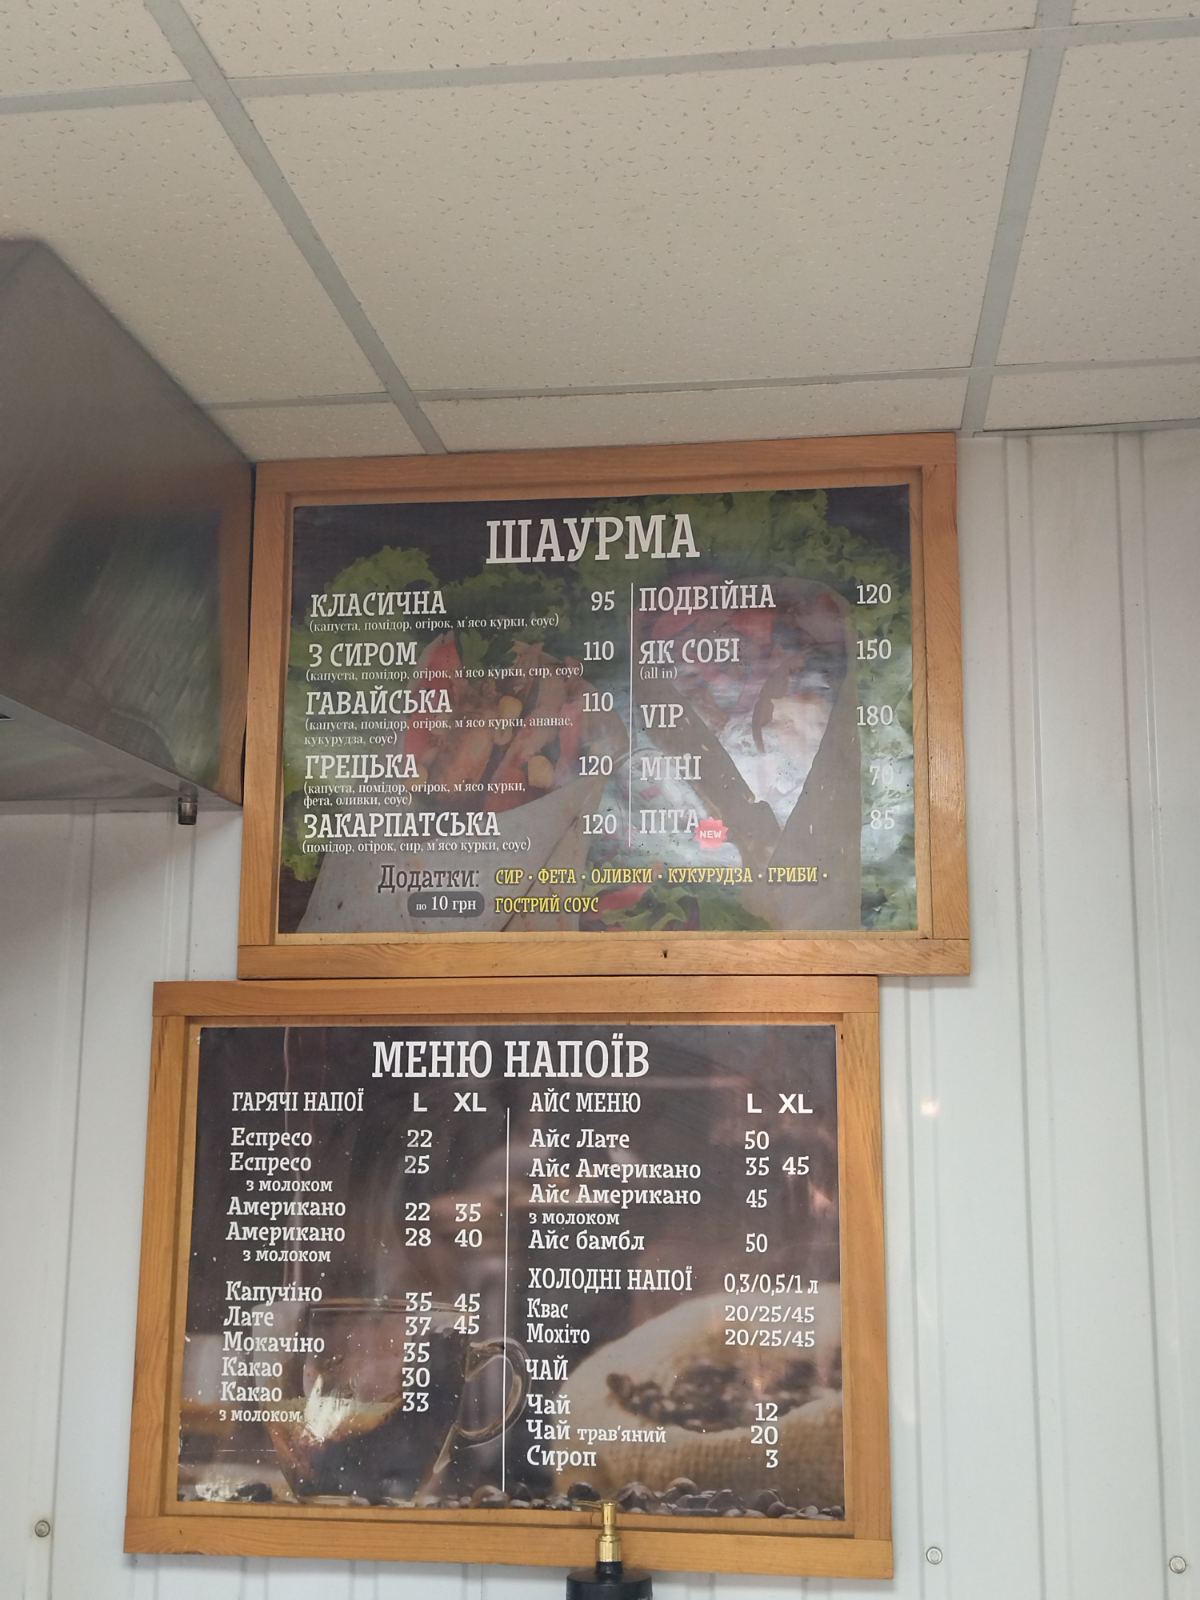 ШАУРМА
КЛАСИЧНА 95
(капуста, помідор, огірок, м'ясо курки, соус)
З СИРОМ 110
(капуста, помідор, огірок, м'ясо курки, сир, соус)
ГАВАЙСЬКА 110
(капуста, помідор, огірок, м'ясо курки, ананас,
кукурудза, соус)
ГРЕЦЬКА 120
(капуста, помідор, огірок, м'ясо курки,
фета, оливки, соус)
ЗАКАРПАТСЬКА 120
(помідор, огірок, сир, м'ясо курки, соус)
ПОДВІЙНА 120
ЯК СОБІ 150
(all in)
VIP 180
МІНІ 70
ПІТА NEW 85
Додатки: СИР · ФЕТА · ОЛИВКИ · КУКУРУДЗА · ГРИБИ ·
по 10 грн ГОСТРИЙ СОУС
МЕНЮ НАПОЇВ
ГАРЯЧІ НАПОЇ L XL
Еспресо 22
Еспресо 25
з молоком
Американо 22 35
Американо 28 40
з молоком
Капучіно 35 45
Лате 37 45
Мокачіно 35
Какао 30
Какао 33
з молоком
АЙС МЕНЮ L XL
Айс Лате 50
Айс Американо 35 45
Айс Американо 45
з молоком
Айс бамбл 50
ХОЛОДНІ НАПОЇ 0,3/0,5/1 л
Квас 20/25/45
Мохіто 20/25/45
ЧАЙ
Чай 12
Чай трав'яний 20
Сироп 3